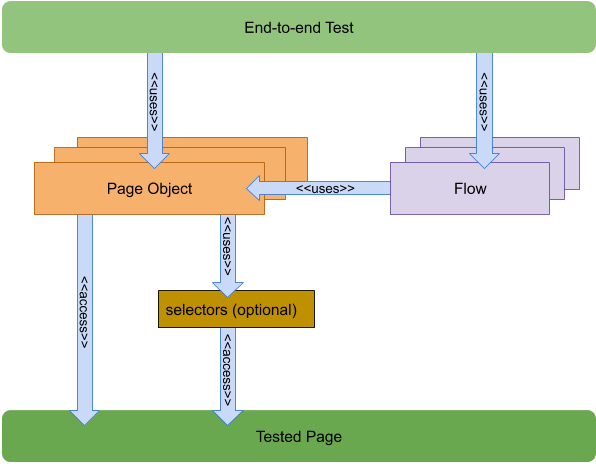 End-to-end Test
<<uses>>
<<uses>>
Page Object
<<uses>>
Flow
<<uses>>
<<access>>
selectors (optional)
<<access>>
Tested Page